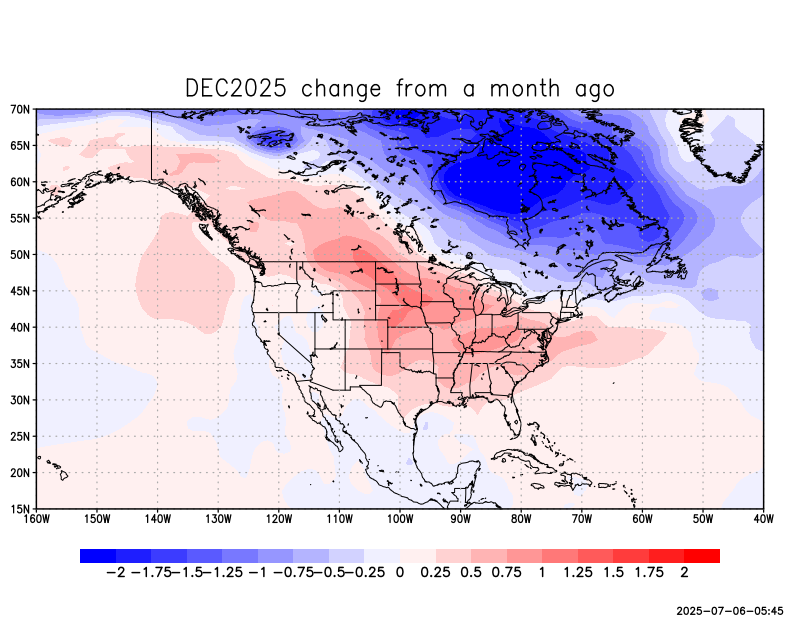 DEC2025 change from a month ago
70N
65N
60N
55N
50N
45N
40N
35N
30N
25N
20N
15N
160W 150W 140W 130W 120W 110W 100W 90W 80W 70W 60W 50W 40W
-2 -1.75 -1.5 -1.25 -1 -0.75 -0.5 -0.25 0 0.25 0.5 0.75 1 1.25 1.5 1.75 2
2025-07-06-05:45